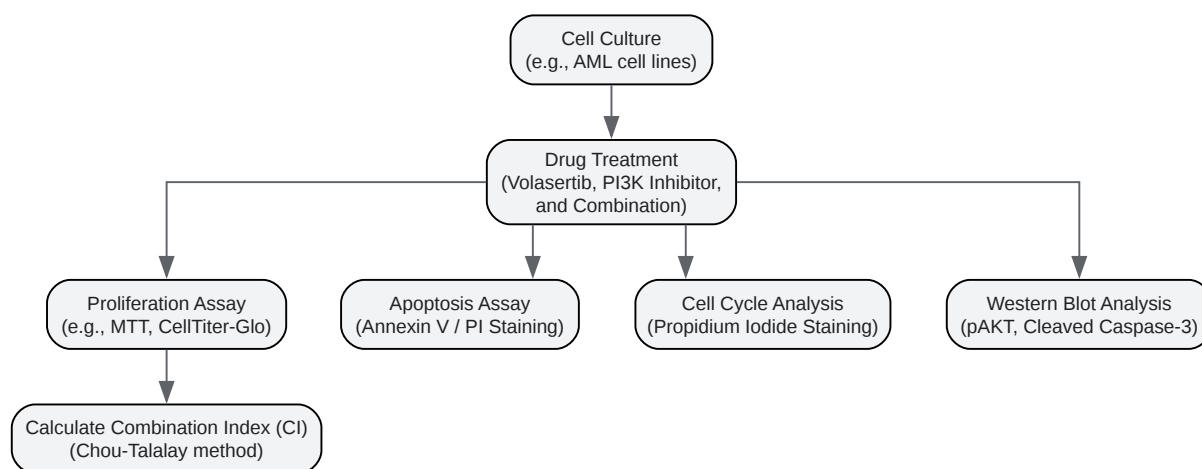 Cell Culture
(e.g., AML cell lines)
Drug Treatment
(Volasertib, PI3K Inhibitor,
and Combination)
Proliferation Assay
(e.g., MTT, CellTiter-Glo)
Apoptosis Assay
(Annexin V / PI Staining)
Cell Cycle Analysis
(Propidium Iodide Staining)
Western Blot Analysis
(pAKT, Cleaved Caspase-3)
Calculate Combination Index (CI)
(Chou-Talalay method)